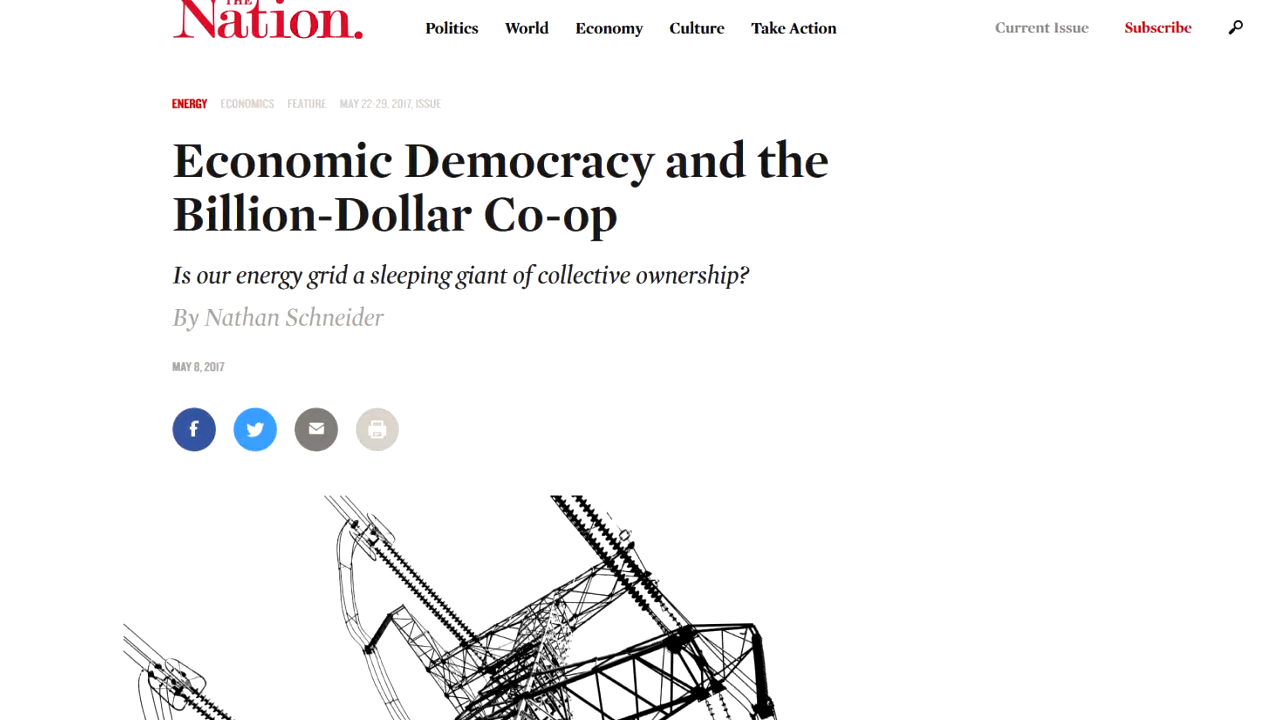 THE
Nation.
Politics World Economy Culture Take Action Current Issue Subscribe
ENERGY ECONOMICS FEATURE MAY 22-29, 2017, ISSUE
Economic Democracy and the
Billion-Dollar Co-op
Is our energy grid a sleeping giant of collective ownership?
By Nathan Schneider
MAY 8, 2017